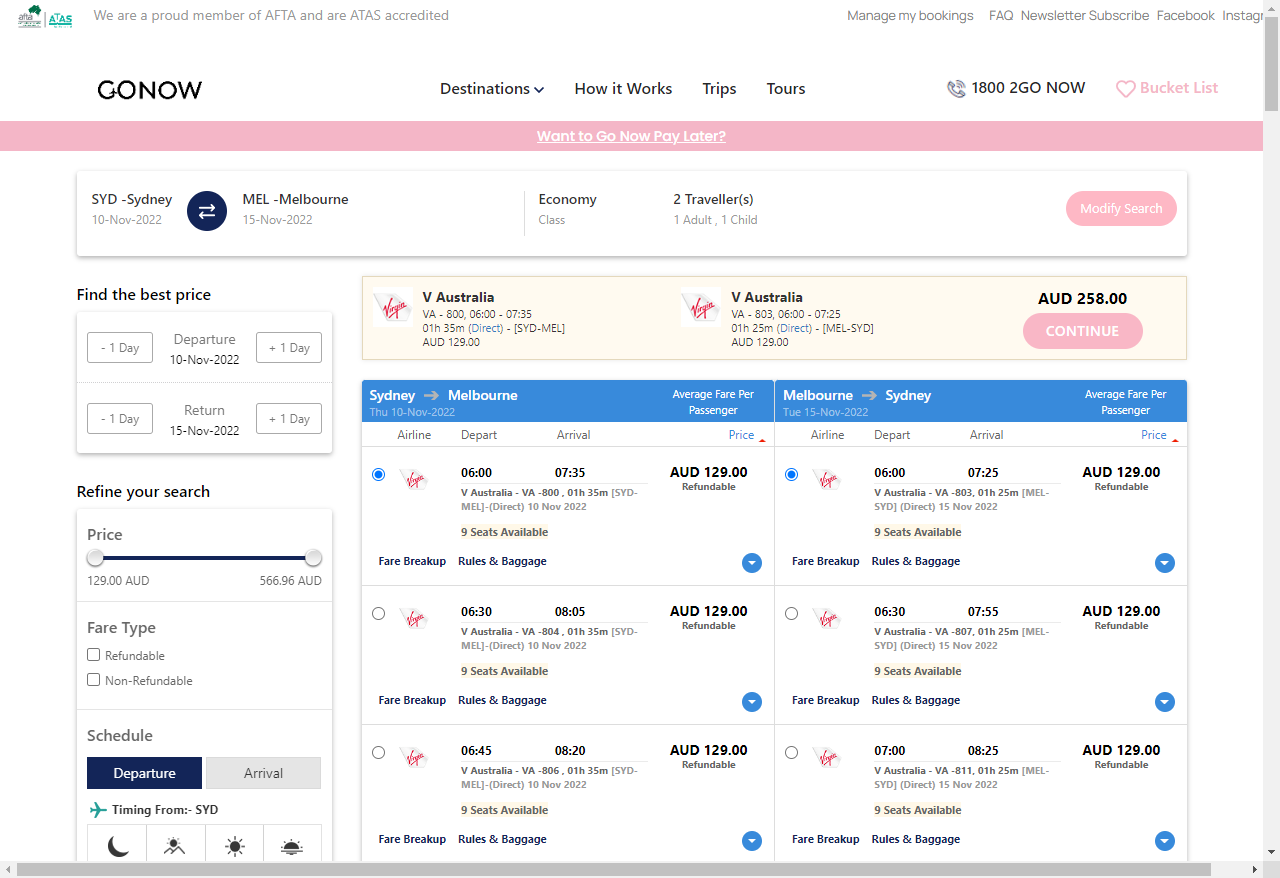 afta
ATAS
We are a proud member of AFTA and are ATAS accredited
Manage my bookings FAQ Newsletter Subscribe Facebook Instagr
GONOW
Destinations How it Works Trips Tours
1800 2GO NOW
Bucket List
Want to Go Now Pay Later?
SYD -Sydney
10-Nov-2022
MEL -Melbourne
15-Nov-2022
Economy
Class
2 Traveller(s)
1 Adult , 1 Child
Modify Search
Find the best price
- 1 Day
Departure
10-Nov-2022
+ 1 Day
- 1 Day
Return
15-Nov-2022
+ 1 Day
Refine your search
Price
129.00 AUD 566.96 AUD
Fare Type
Refundable
Non-Refundable
Schedule
Departure Arrival
Timing From:- SYD
V Australia
VA - 800, 06:00 - 07:35
01h 35m (Direct) - [SYD-MEL]
AUD 129.00
V Australia
VA - 803, 06:00 - 07:25
01h 25m (Direct) - [MEL-SYD]
AUD 129.00
AUD 258.00
CONTINUE
Sydney Melbourne
Thu 10-Nov-2022
Average Fare Per
Passenger
Airline Depart Arrival Price
06:00 07:35 AUD 129.00
Refundable
V Australia - VA -800 , 01h 35m [SYD-
MEL]-(Direct) 10 Nov 2022
9 Seats Available
Fare Breakup Rules & Baggage
06:30 08:05 AUD 129.00
Refundable
V Australia - VA -804 , 01h 35m [SYD-
MEL]-(Direct) 10 Nov 2022
9 Seats Available
Fare Breakup Rules & Baggage
06:45 08:20 AUD 129.00
Refundable
V Australia - VA -806 , 01h 35m [SYD-
MEL]-(Direct) 10 Nov 2022
9 Seats Available
Fare Breakup Rules & Baggage
Melbourne Sydney
Tue 15-Nov-2022
Average Fare Per
Passenger
Airline Depart Arrival Price
06:00 07:25 AUD 129.00
Refundable
V Australia - VA -803, 01h 25m [MEL-
SYD] (Direct) 15 Nov 2022
9 Seats Available
Fare Breakup Rules & Baggage
06:30 07:55 AUD 129.00
Refundable
V Australia - VA -807, 01h 25m [MEL-
SYD] (Direct) 15 Nov 2022
9 Seats Available
Fare Breakup Rules & Baggage
07:00 08:25 AUD 129.00
Refundable
V Australia - VA -811, 01h 25m [MEL-
SYD] (Direct) 15 Nov 2022
9 Seats Available
Fare Breakup Rules & Baggage